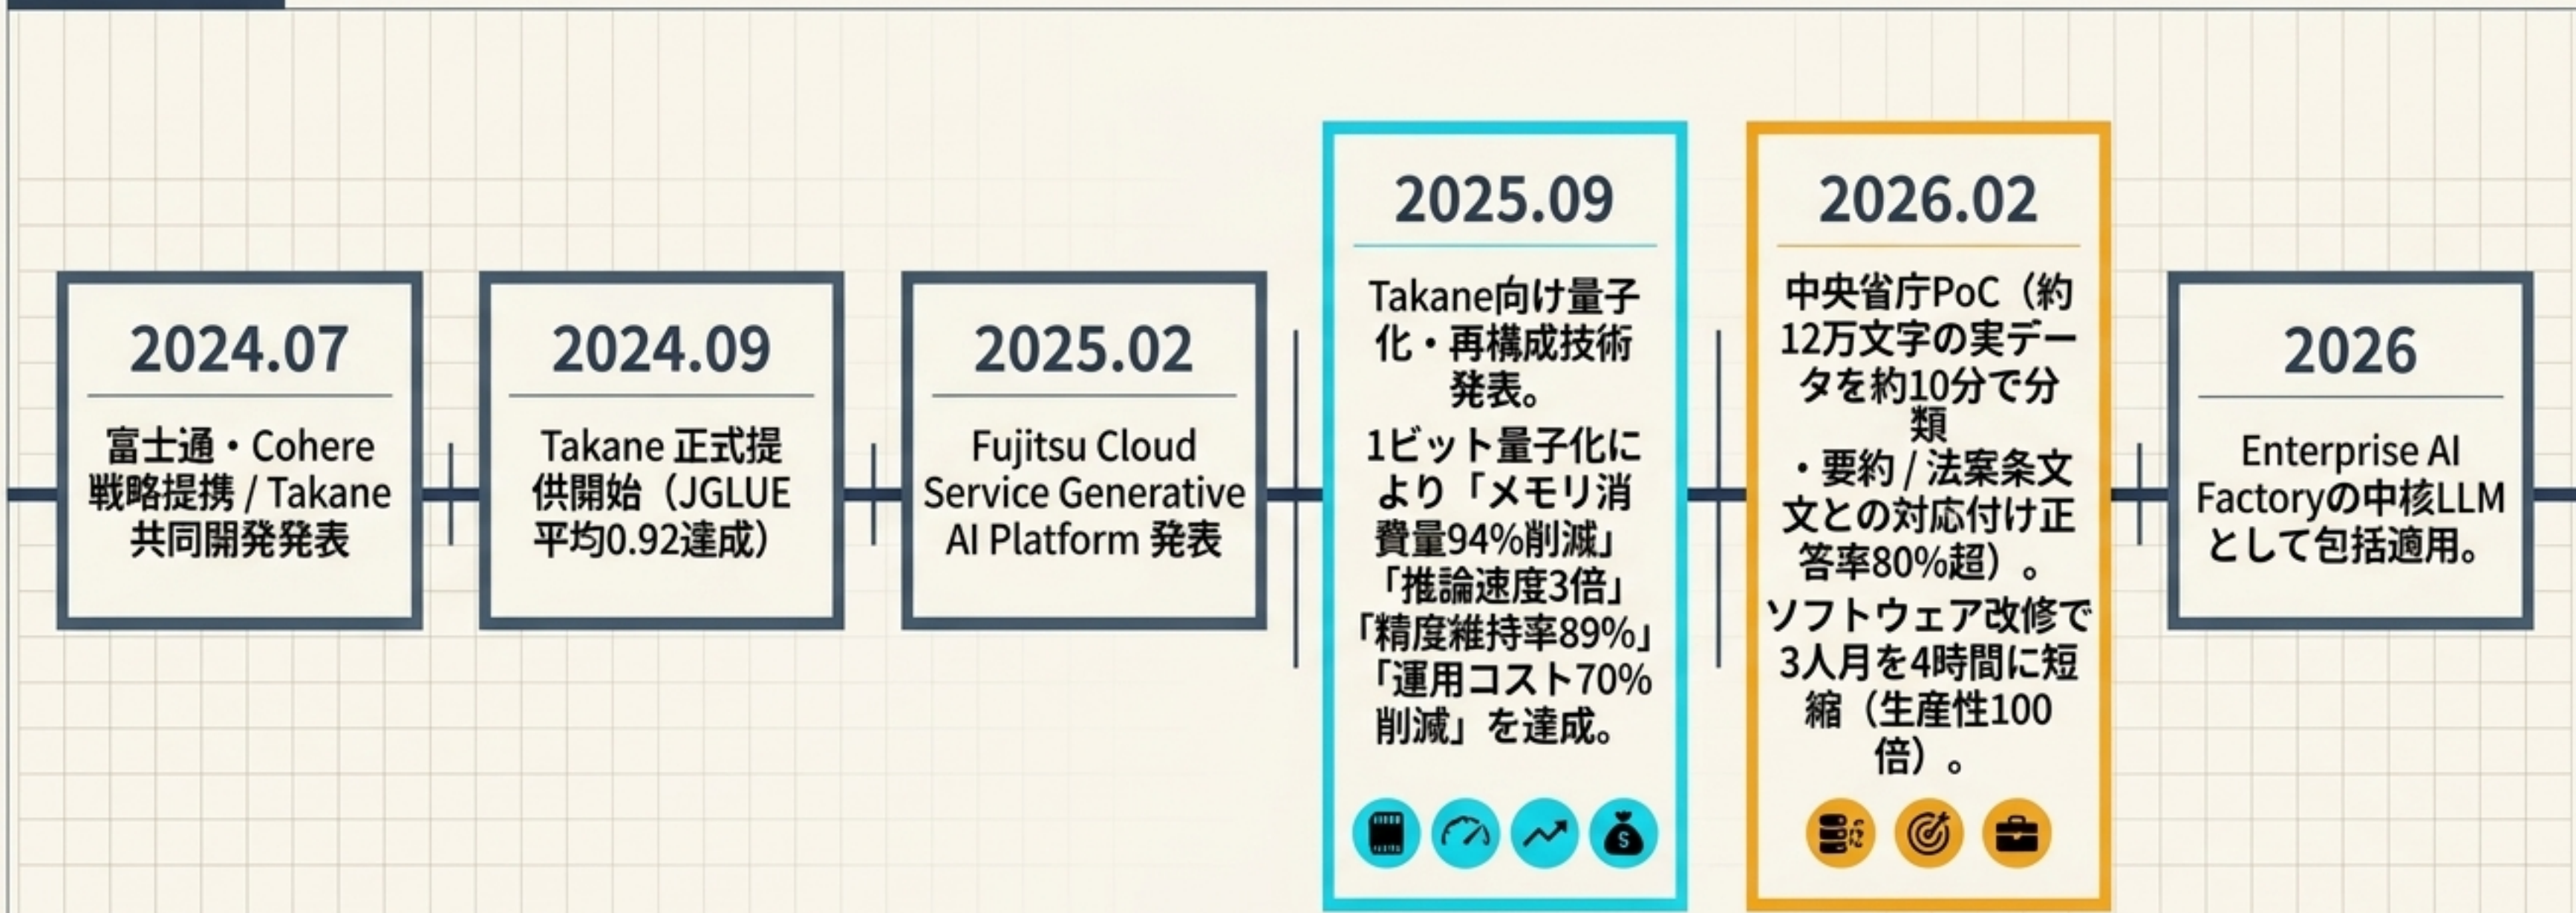 2024.07
富士通・Cohere
戦略提携 / Takane
共同開発発表
2024.09
Takane 正式提
供開始（JGLUE
平均0.92達成）
2025.02
Fujitsu Cloud
Service Generative
AI Platform 発表
2025.09
Takane向け量子
化・再構成技術
発表。
1ビット量子化に
より「メモリ消
費量94%削減」
「推論速度3倍」
「精度維持率89%」
「運用コスト70%
削減」を達成。
2026.02
中央省庁PoC（約
12万文字の実デー
タを約10分で分
類
・要約 / 法案条文
文との対応付け正
答率80%超）。
ソフトウェア改修で
3人月を4時間に短
縮（生産性100
倍）。
2026
Enterprise AI
Factoryの中核LLM
として包括適用。